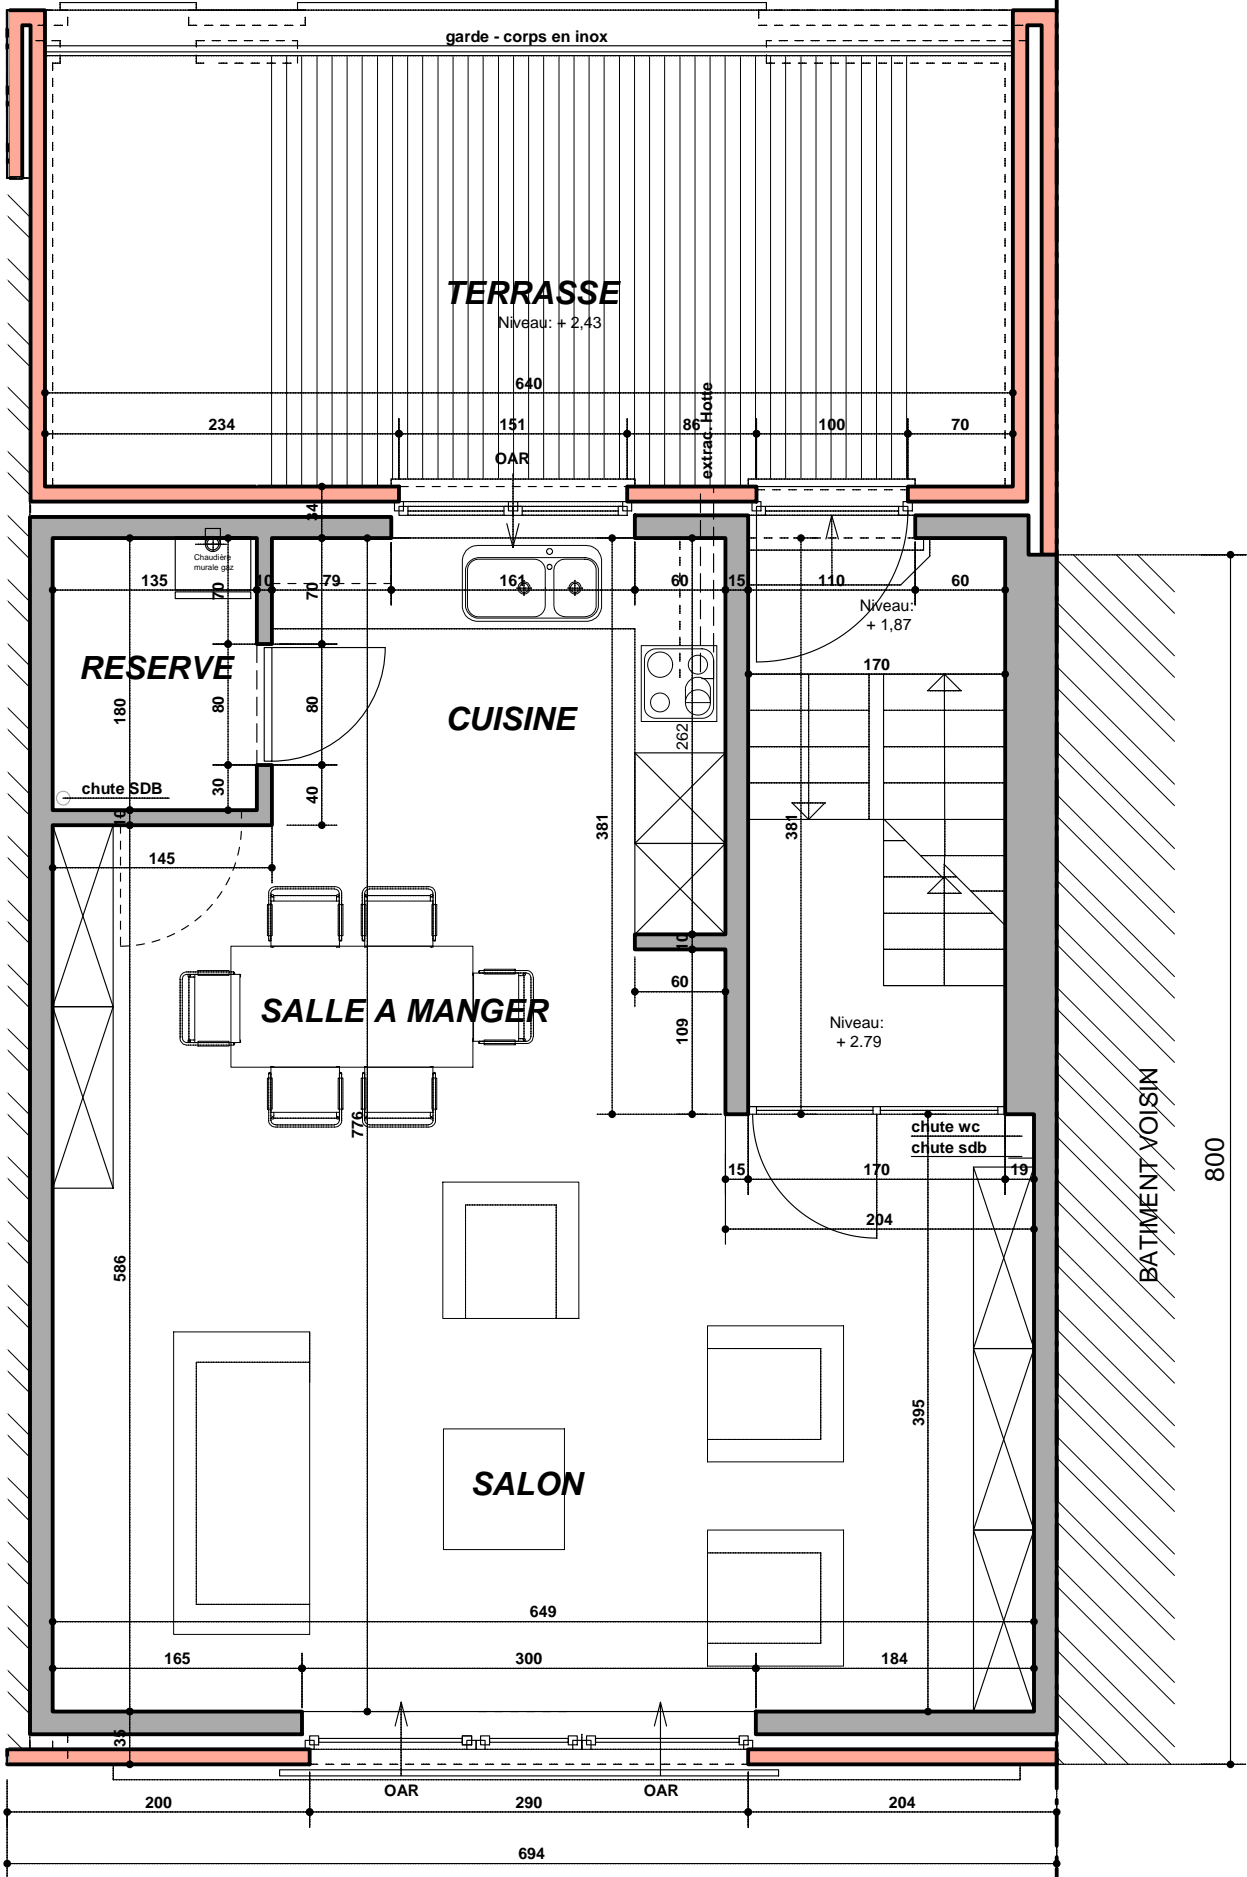 garde - corps en inox
TERRASSE
Niveau: + 2,43
640
234
151
86
100
70
extrac. Hotte
OAR
34
Chaudière
murale gaz
135
10
79
161
60
15
110
60
70
70
Niveau:
+ 1,87
RESERVE
170
180
80
80
CUISINE
262
chute SDB
30
40
10
381
381
145
SALLE A MANGER
10
60
109
Niveau:
+ 2.79
776
chute wc
chute sdb
15
170
19
204
BATIMENT VOISIN
800
586
395
SALON
649
165
300
184
35
OAR
OAR
200
290
204
694